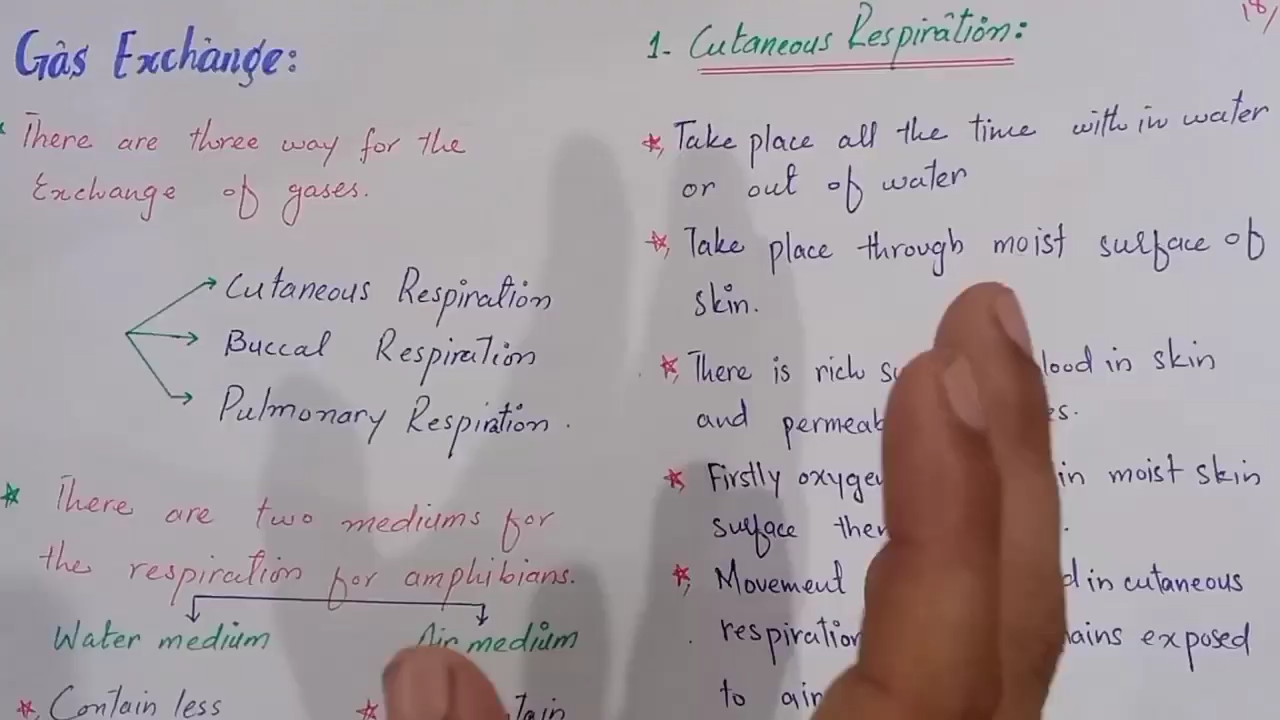 Gas Exchange:
There are three way for the
Exchange of gases.
Cutaneous Respiration
Buccal Respiration
Pulmonary Respiration.
There are two mediums for
the respiration for amphibians.
Water medium Air medium
Contain less
18/
1- Cutaneous Respiration:
Take place all the time with in water
or out of water
Take place through moist surface of
skin.
There is rich in skin
and
Firstly in moist skin
surface
Movement in cutaneous
respiration exposed
to air